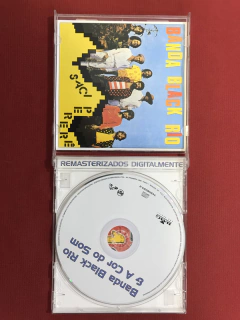 BANDA BLACK RIO
SACI
PERERÊ
REMASTERIZADOS DIGITALMENTE
Banda Black Rio
& A Cor do Som